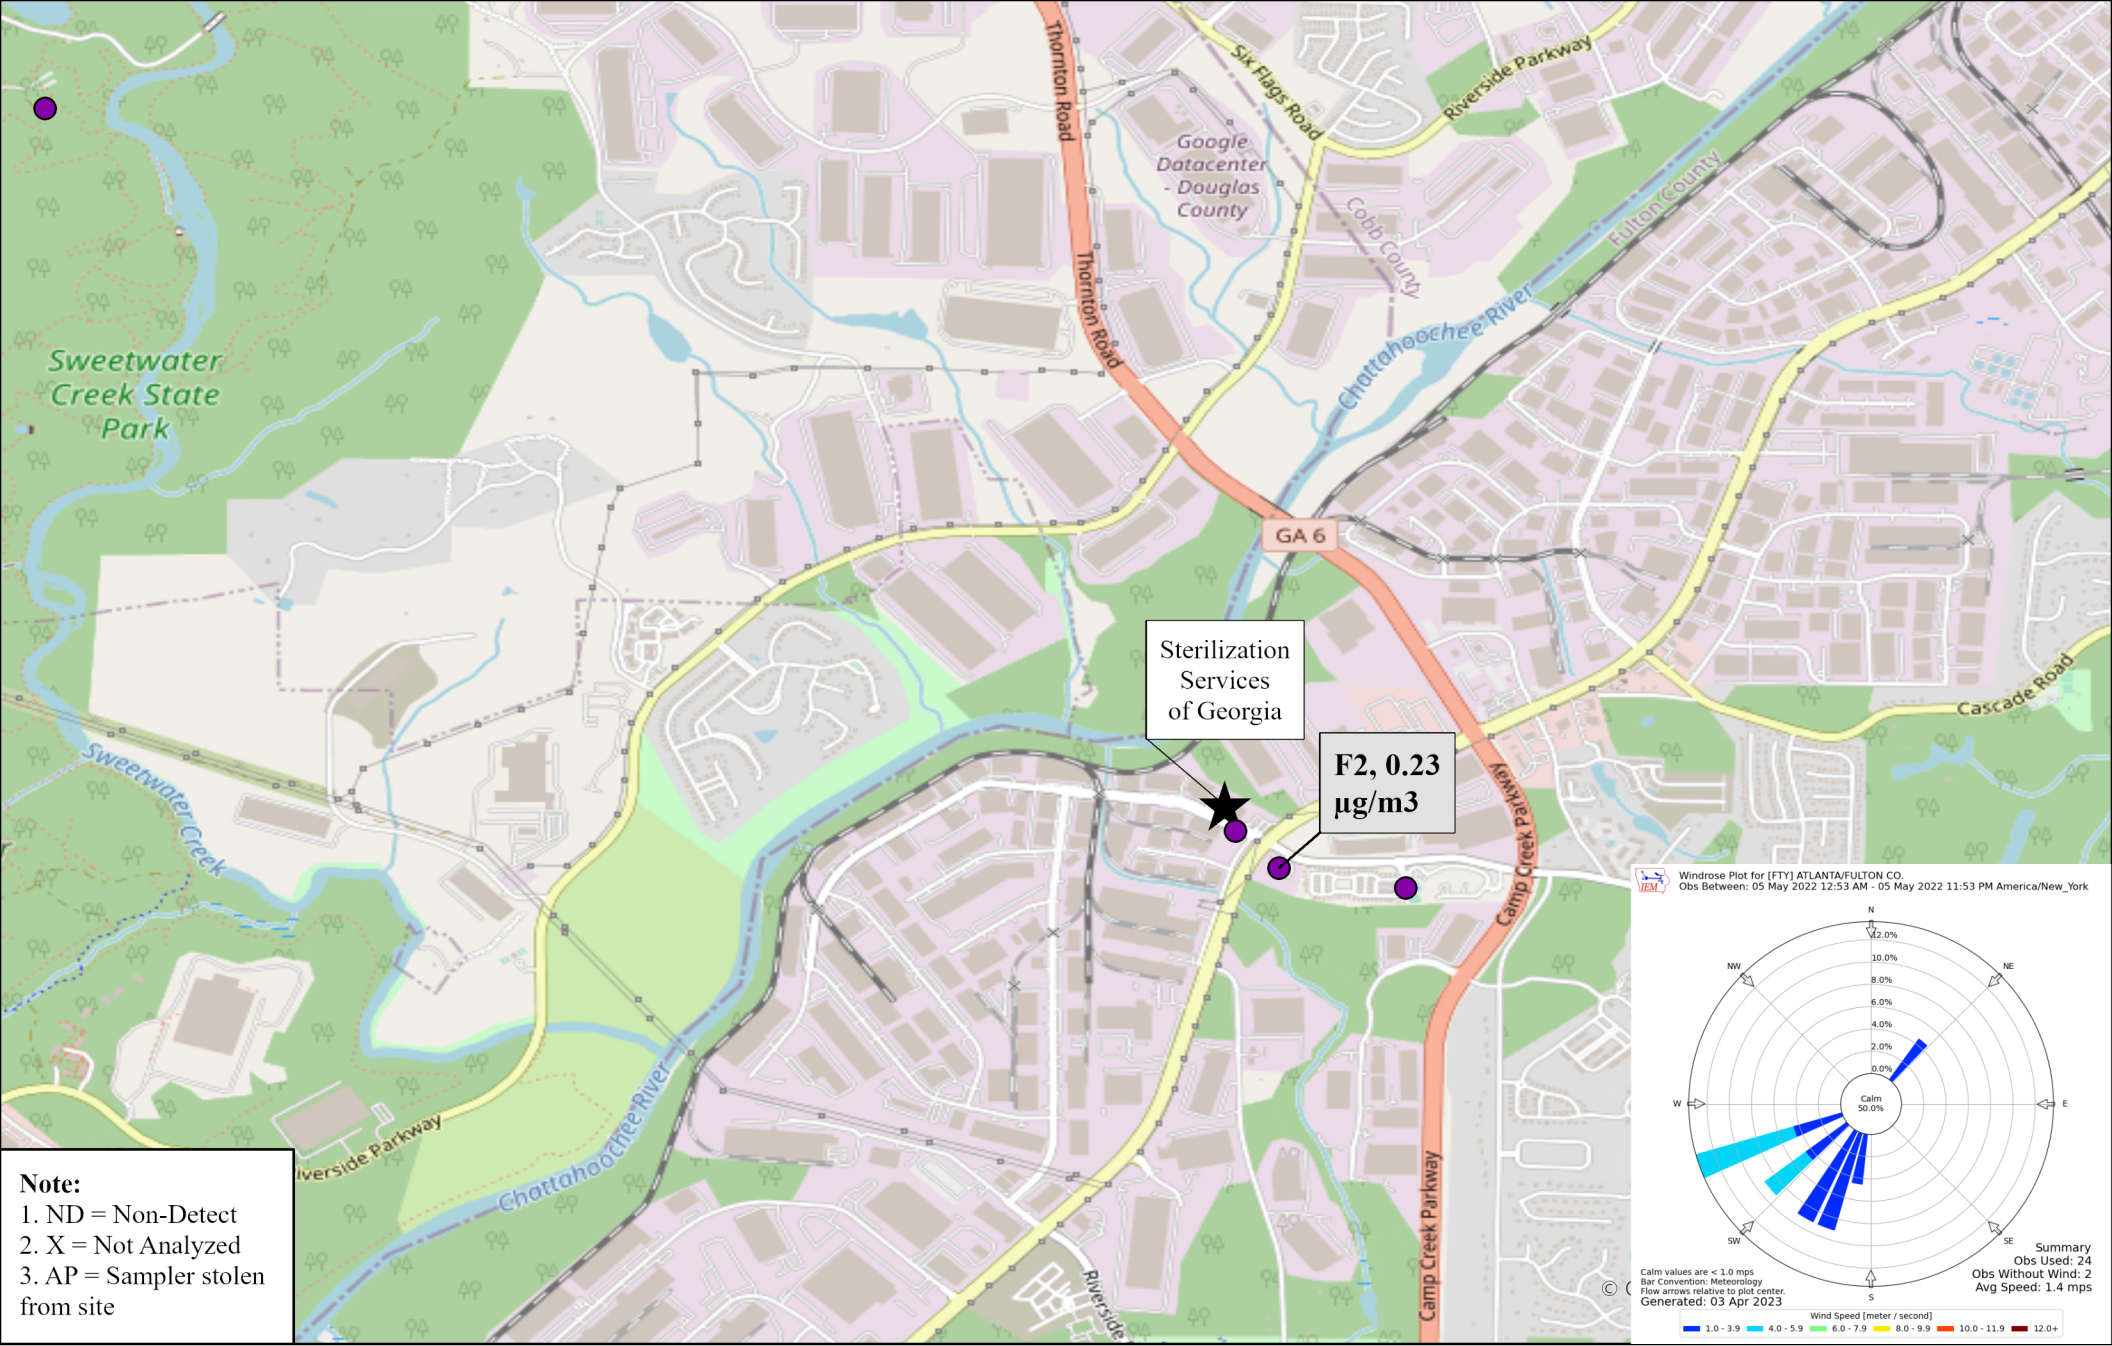 Thornton Road
Six Flags Road
Riverside Parkway
Google
Datacenter
- Douglas
County
Cobb County
Fulton County
Thornton Road
Chattahoochee River
Sweetwater
Creek State
Park
GA 6
Sterilization
Services
of Georgia
Cascade Road
F2, 0.23
µg/m3
Sweetwater Creek
Camp Creek Parkway
Chattahoochee River
iverside Parkway
Camp Creek Parkway
Riverside
Note:
1. ND = Non-Detect
2. X = Not Analyzed
3. AP = Sampler stolen
from site
©
IEM
Windrose Plot for [FTY] ATLANTA/FULTON CO.
Obs Between: 05 May 2022 12:53 AM - 05 May 2022 11:53 PM America/New_York
N
12.0%
10.0%
8.0%
6.0%
4.0%
2.0%
0.0%
NW
NE
W
Calm
50.0%
E
SW
SE
S
Summary
Obs Used: 24
Obs Without Wind: 2
Avg Speed: 1.4 mps
Calm values are < 1.0 mps
Bar Convention: Meteorology
Flow arrows relative to plot center.
Generated: 03 Apr 2023
Wind Speed [meter / second]
1.0 - 3.9 4.0 - 5.9 6.0 - 7.9 8.0 - 9.9 10.0 - 11.9 12.0+